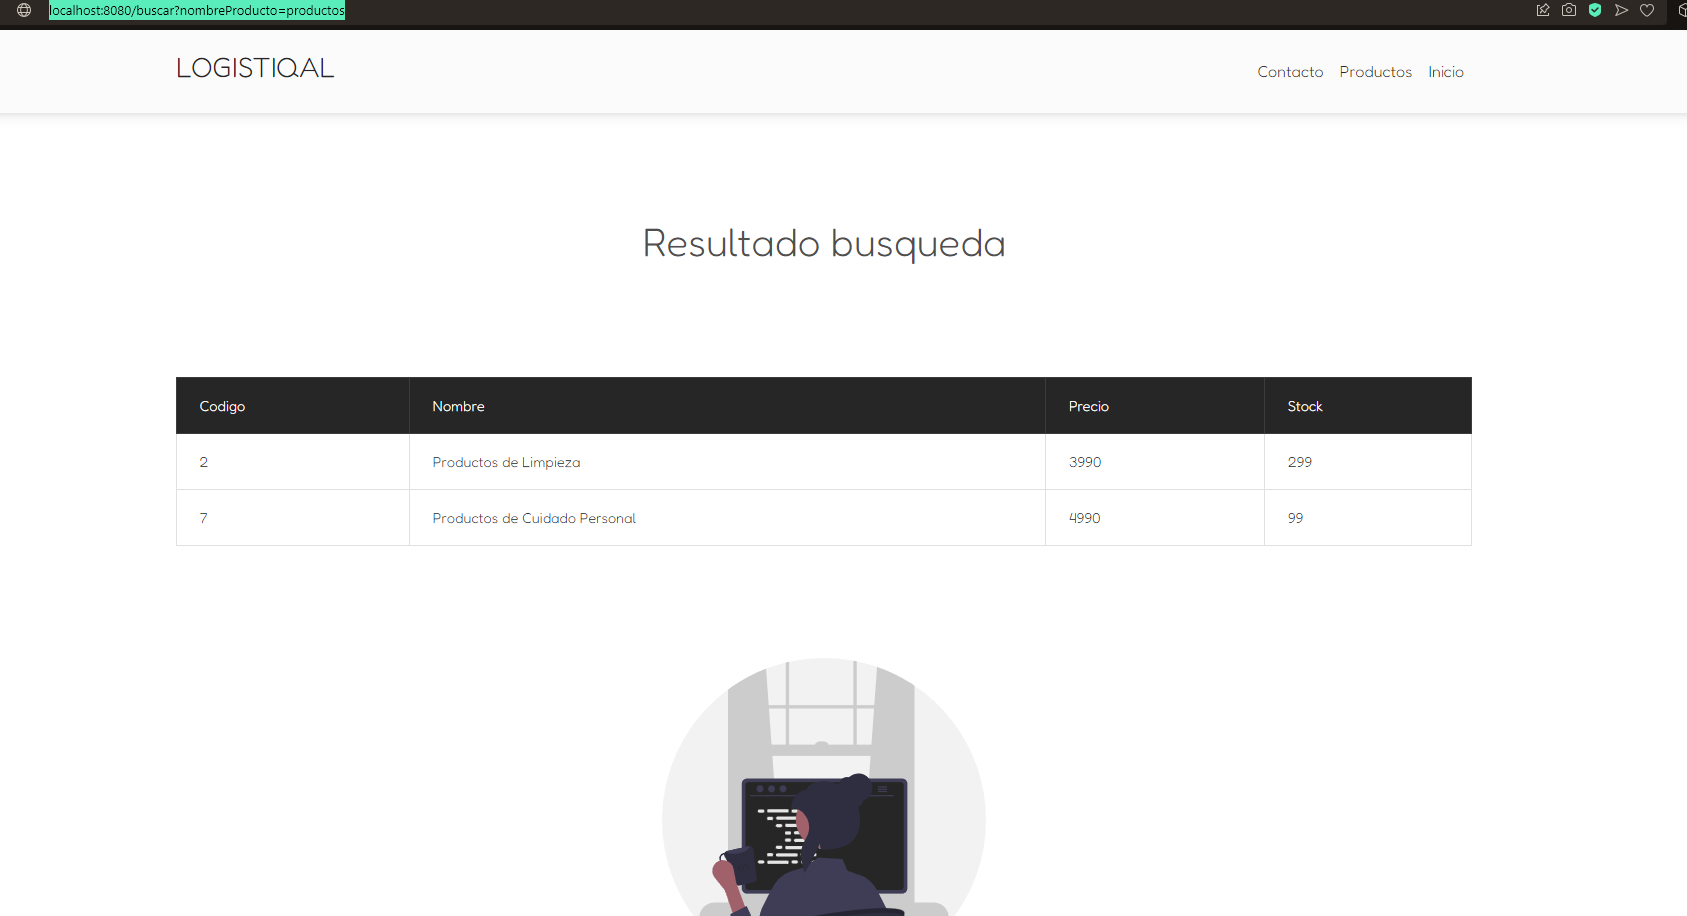 localhost:8080/buscar?nombreProducto=productos
LOGISTIQAL
Contacto Productos Inicio
Resultado busqueda
Codigo Nombre Precio Stock
2 Productos de Limpieza 3990 299
7 Productos de Cuidado Personal 4990 99